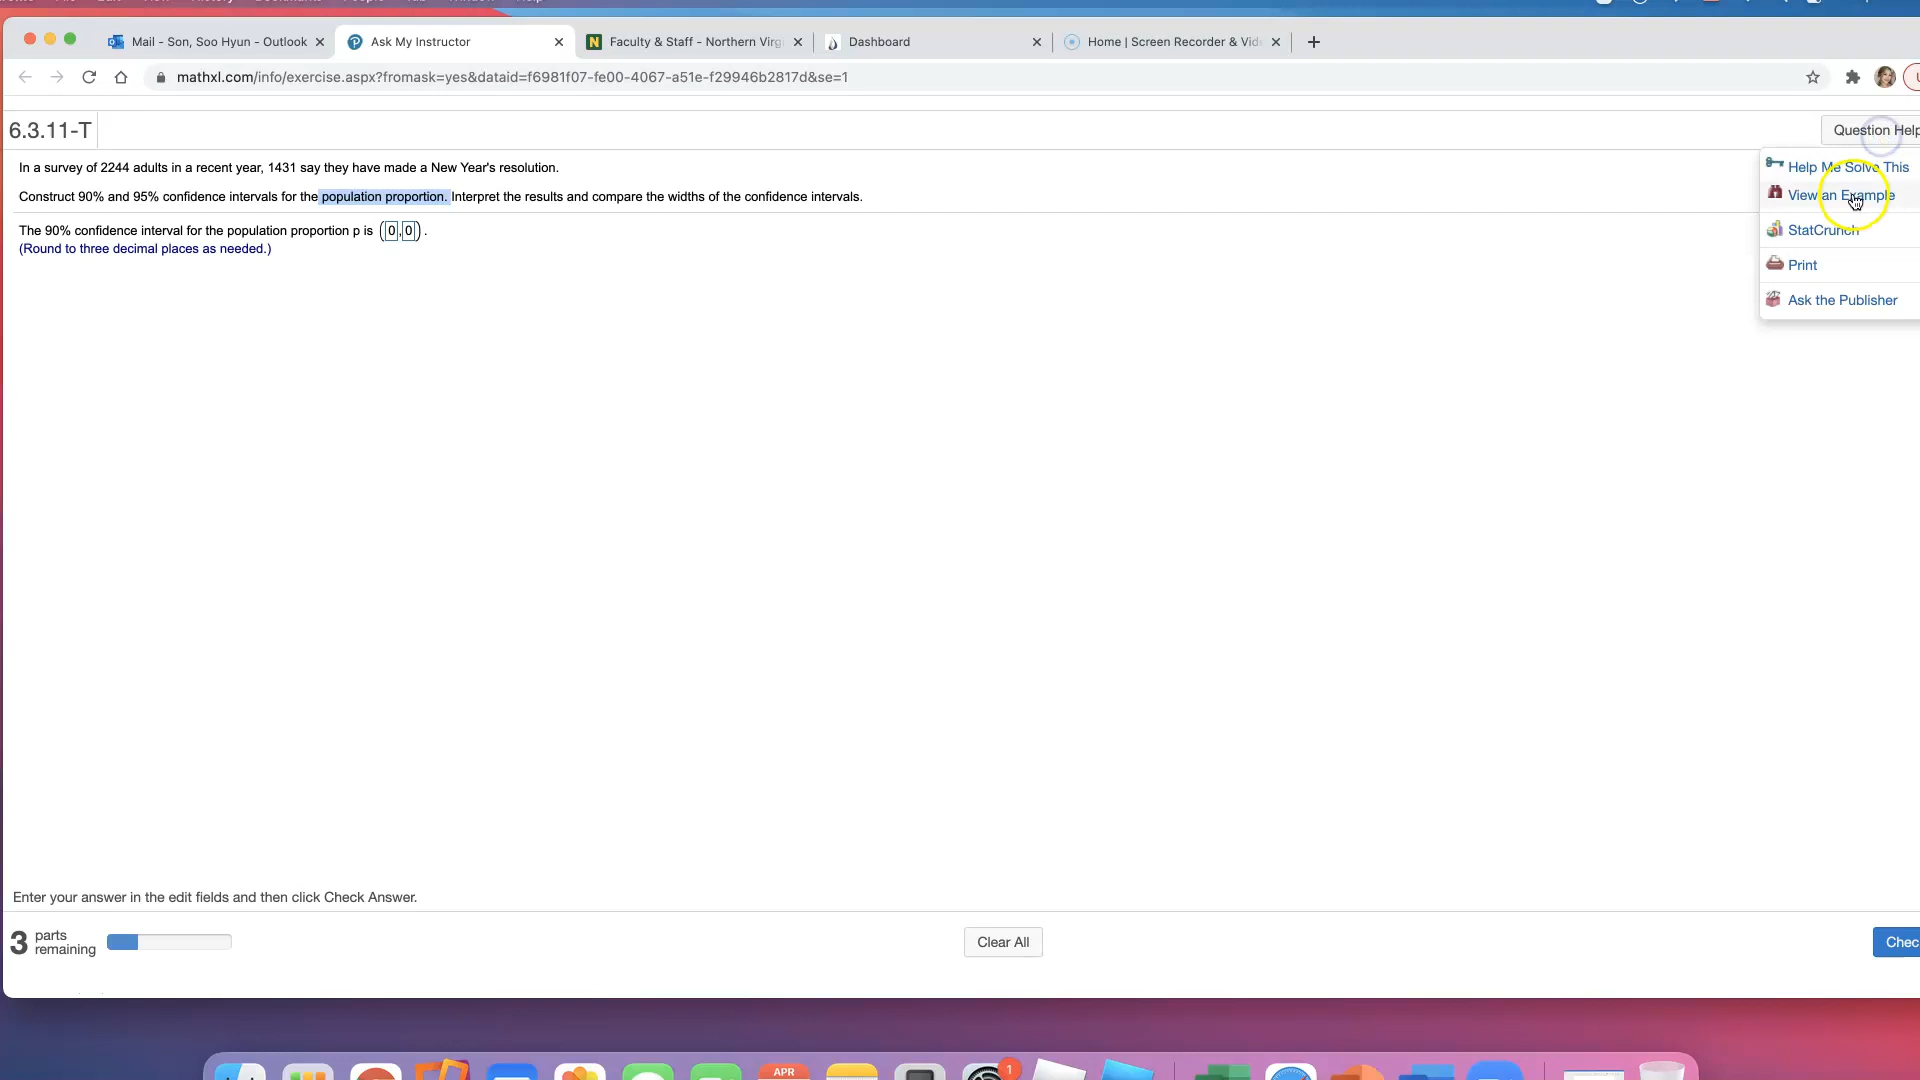 Mail - Son, Soo Hyun - Outlook
Ask My Instructor
Faculty & Staff - Northern Virg
Dashboard
Home | Screen Recorder & Vid
mathxl.com/info/exercise.aspx?fromask=yes&dataid=f6981f07-fe00-4067-a51e-f29946b2817d&se=1
6.3.11-T
Question Help
In a survey of 2244 adults in a recent year, 1431 say they have made a New Year's resolution.
Construct 90% and 95% confidence intervals for the population proportion. Interpret the results and compare the widths of the confidence intervals.
The 90% confidence interval for the population proportion p is (0,0).
(Round to three decimal places as needed.)
Help Me Solve This
View an Example
StatCrunch
Print
Ask the Publisher
Enter your answer in the edit fields and then click Check Answer.
3 parts remaining
Clear All
Chec
APR
1